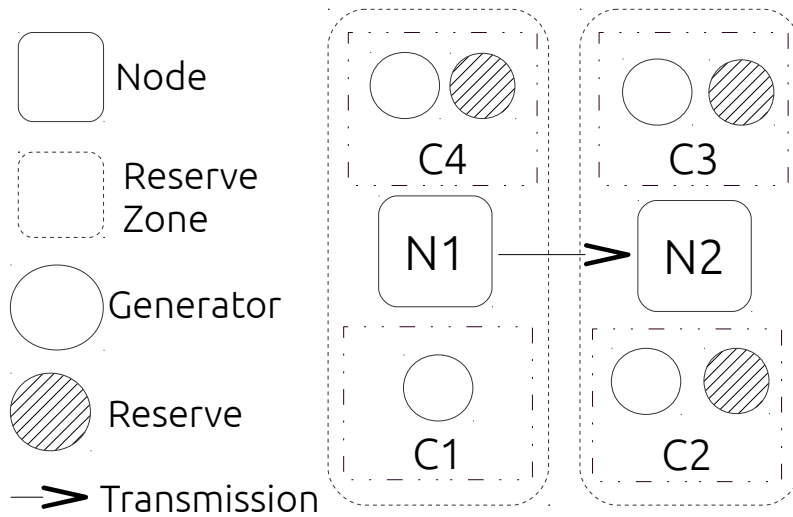 Node
Reserve
Zone
Generator
Reserve
Transmission
C4
C3
N1
N2
C1
C2